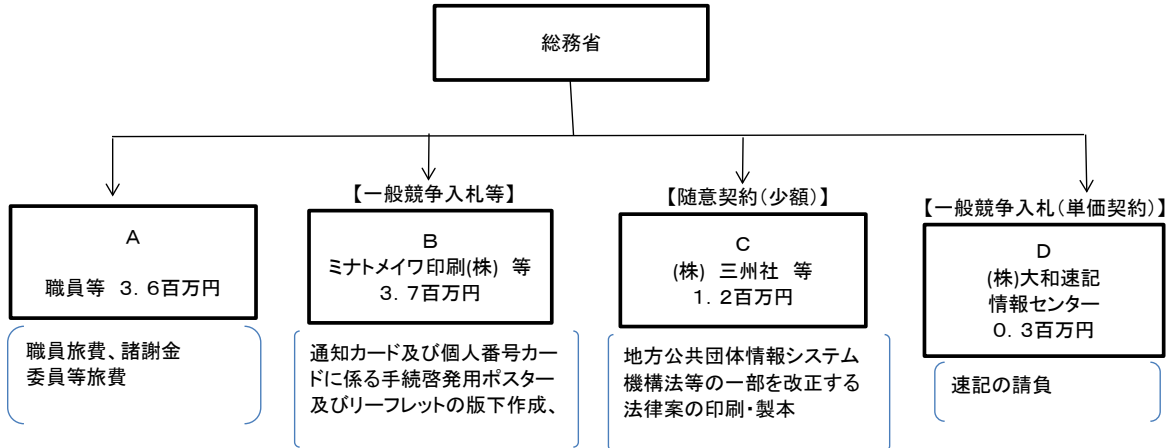 総務省
【一般競争入札等】
【随意契約(少額)】
【一般競争入札(単価契約)】
A
職員等 3.6百万円
職員旅費、諸謝金
委員等旅費
B
ミナトメイワ印刷(株) 等
3.7百万円
通知カード及び個人番号カー
ドに係る手続啓発用ポスター
及びリーフレットの版下作成、
C
(株) 三州社 等
1.2百万円
地方公共団体情報システム
機構法等の一部を改正する
法律案の印刷・製本
D
(株)大和速記
情報センター
0.3百万円
速記の請負